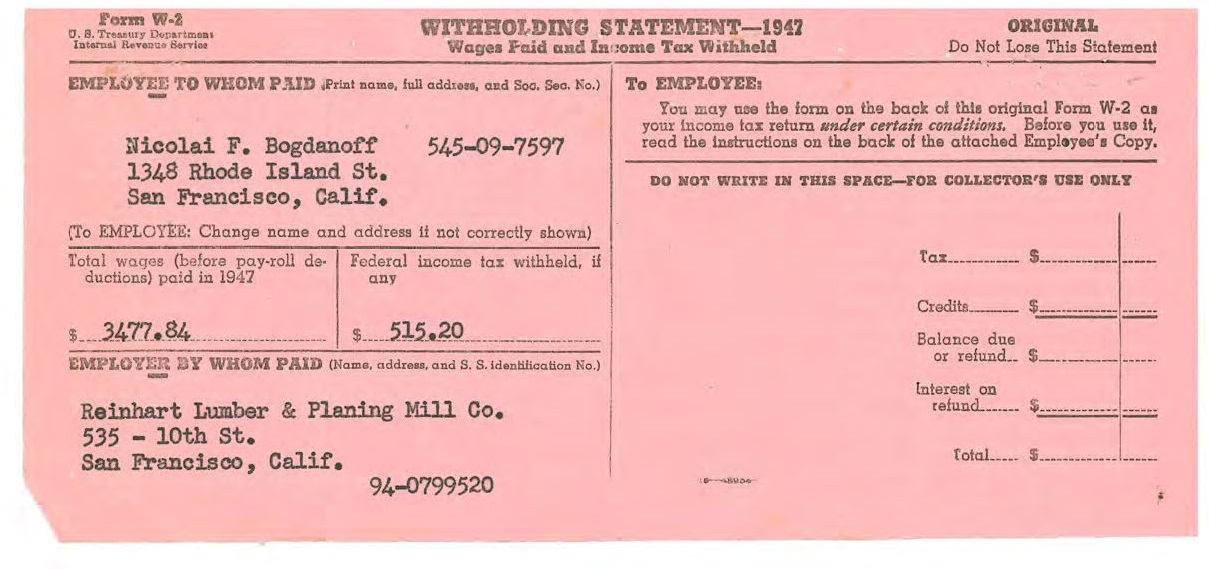 Form W-2
U. S. Treasury Department
Internal Revenue Service
WITHHOLDING STATEMENT—1947
Wages Paid and Income Tax Withheld
ORIGINAL
Do Not Lose This Statement
EMPLOYEE TO WHOM PAID (Print name, full address, and Soc. Sec. No.)
Nicolai F. Bogdanoff 545-09-7597
1348 Rhode Island St.
San Francisco, Calif.
(To EMPLOYEE: Change name and address if not correctly shown)
Total wages (before pay-roll de-
ductions) paid in 1947
$ 3477.84
Federal income tax withheld, if
any
$ 515.20
EMPLOYER BY WHOM PAID (Name, address, and S. S. identification No.)
Reinhart Lumber & Planing Mill Co.
535 - 10th St.
San Francisco, Calif.
94-0799520
To EMPLOYEE:
You may use the form on the back of this original Form W-2 as
your income tax return under certain conditions. Before you use it,
read the instructions on the back of the attached Employee's Copy.
DO NOT WRITE IN THIS SPACE—FOR COLLECTOR'S USE ONLY
Tax $
Credits $
Balance due
or refund $
Interest on
refund $
Total $